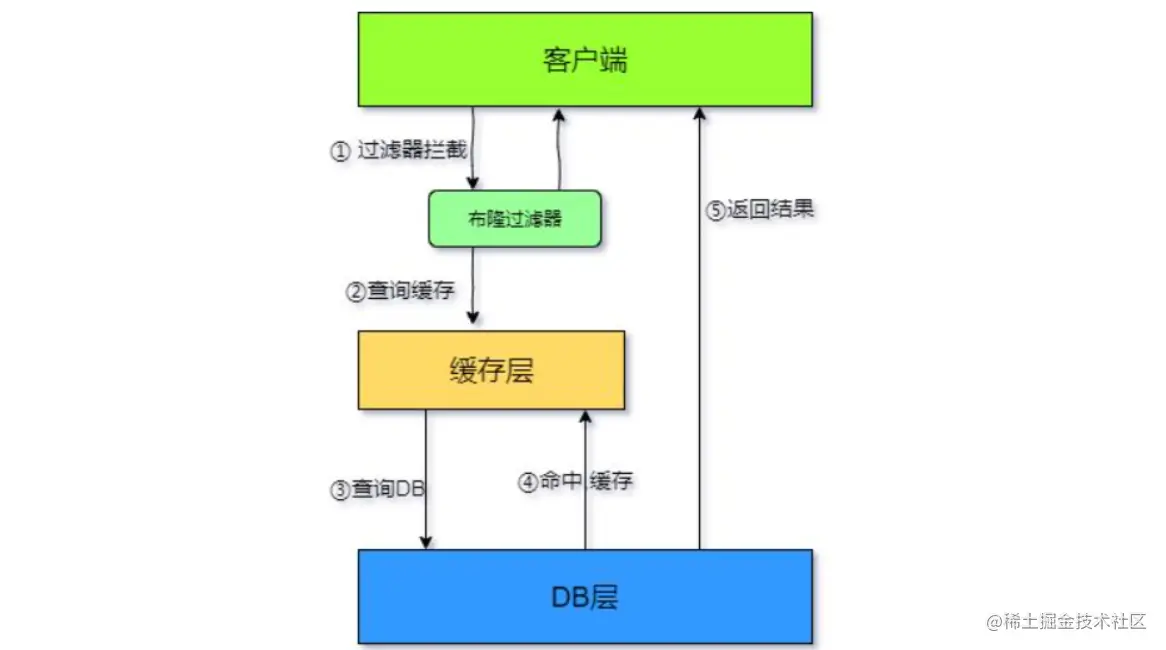 客户端
① 过滤器拦截
布隆过滤器
⑤返回结果
②查询缓存
缓存层
④命中,缓存
③查询DB
DB层
@稀土掘金技术社区